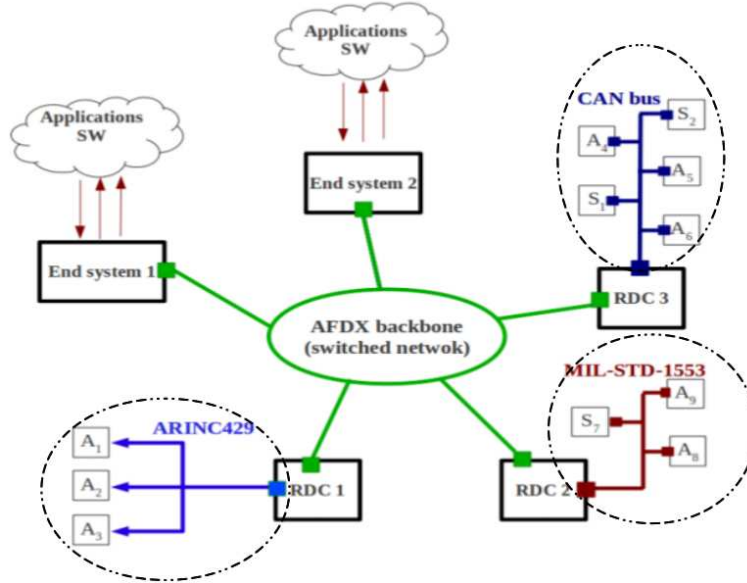 Applications
SW
Applications
SW
CAN bus
S2
A4
A5
S1
A6
End system 2
End system 1
RDC 3
AFDX backbone
(switched netwok)
MIL-STD-1553
A9
S7
A8
ARINC429
A1
A2
A3
RDC 1
RDC 2